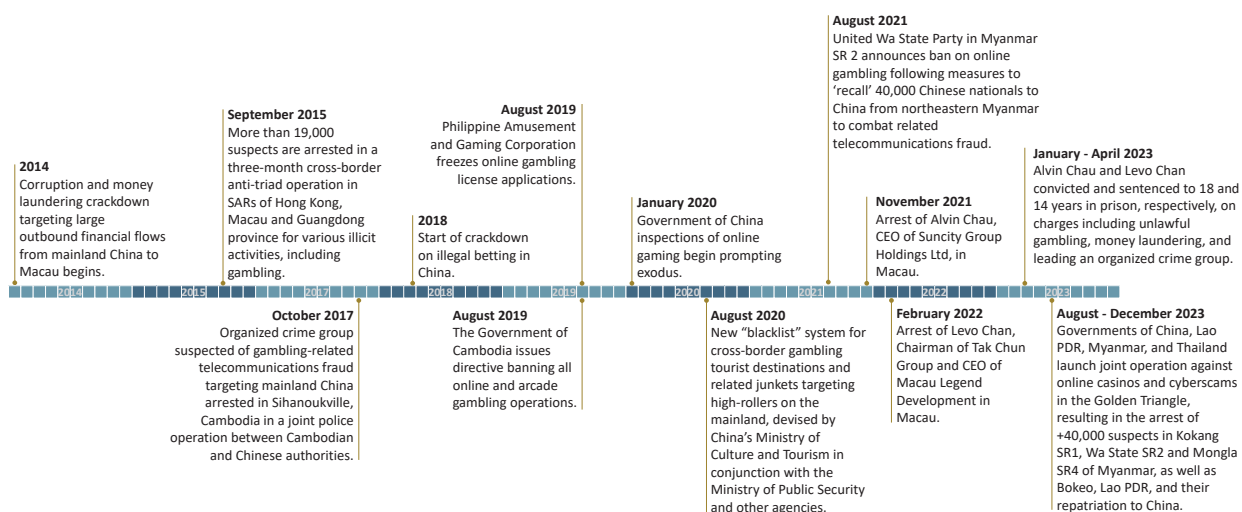 2014
Corruption and money
laundering crackdown
targeting large
outbound financial flows
from mainland China to
Macau begins.
September 2015
More than 19,000
suspects are arrested in a
three-month cross-border
anti-triad operation in
SARs of Hong Kong,
Macau and Guangdong
province for various illicit
activities, including
gambling.
October 2017
Organized crime group
suspected of gambling-related
telecommunications fraud
targeting mainland China
arrested in Sihanoukville,
Cambodia in a joint police
operation between Cambodian
and Chinese authorities.
2018
Start of crackdown
on illegal betting in
China.
August 2019
Philippine Amusement
and Gaming Corporation
freezes online gambling
license applications.
August 2019
The Government of
Cambodia issues
directive banning all
online and arcade
gambling operations.
January 2020
Government of China
inspections of online
gaming begin prompting
exodus.
August 2020
New “blacklist” system for
cross-border gambling
tourist destinations and
related junkets targeting
high-rollers on the
mainland, devised by
China’s Ministry of
Culture and Tourism in
conjunction with the
Ministry of Public Security
and other agencies.
August 2021
United Wa State Party in Myanmar
SR 2 announces ban on online
gambling following measures to
‘recall’ 40,000 Chinese nationals to
China from northeastern Myanmar
to combat related
telecommunications fraud.
November 2021
Arrest of Alvin Chau,
CEO of Suncity Group
Holdings Ltd, in
Macau.
February 2022
Arrest of Levo Chan,
Chairman of Tak Chun
Group and CEO of
Macau Legend
Development in
Macau.
January - April 2023
Alvin Chau and Levo Chan
convicted and sentenced to 18 and
14 years in prison, respectively, on
charges including unlawful
gambling, money laundering, and
leading an organized crime group.
August - December 2023
Governments of China, Lao
PDR, Myanmar, and Thailand
launch joint operation against
online casinos and cyberscams
in the Golden Triangle,
resulting in the arrest of
+40,000 suspects in Kokang
SR1, Wa State SR2 and Mongla
SR4 of Myanmar, as well as
Bokeo, Lao PDR, and their
repatriation to China.
2014 2015 2017 2018 2019 2020 2021 2022 2023